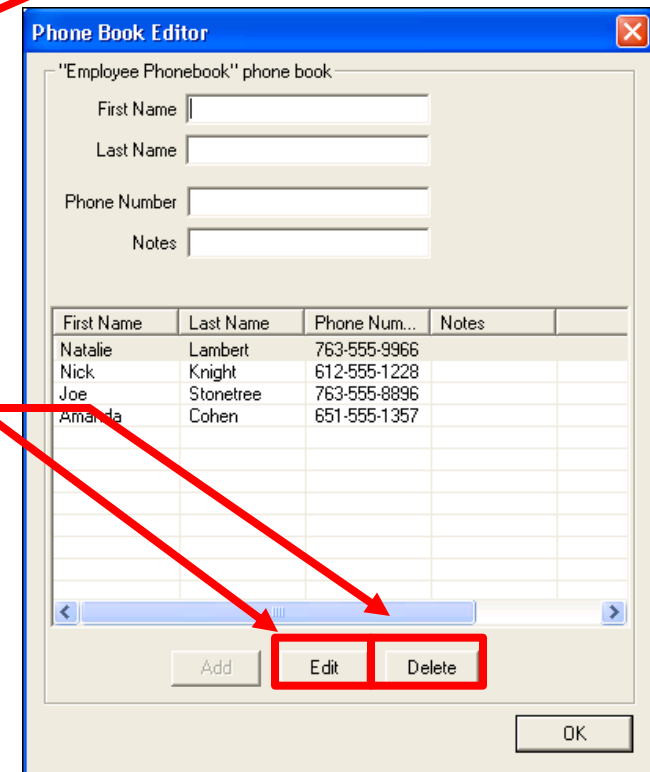 Phone Book Editor
"Employee Phonebook" phone book
First Name
Last Name
Phone Number
Notes
First Name Last Name Phone Num... Notes
Natalie Lambert 763-555-9966
Nick Knight 612-555-1228
Joe Stonetree 763-555-8896
Amanda Cohen 651-555-1357
Add Edit Delete
OK